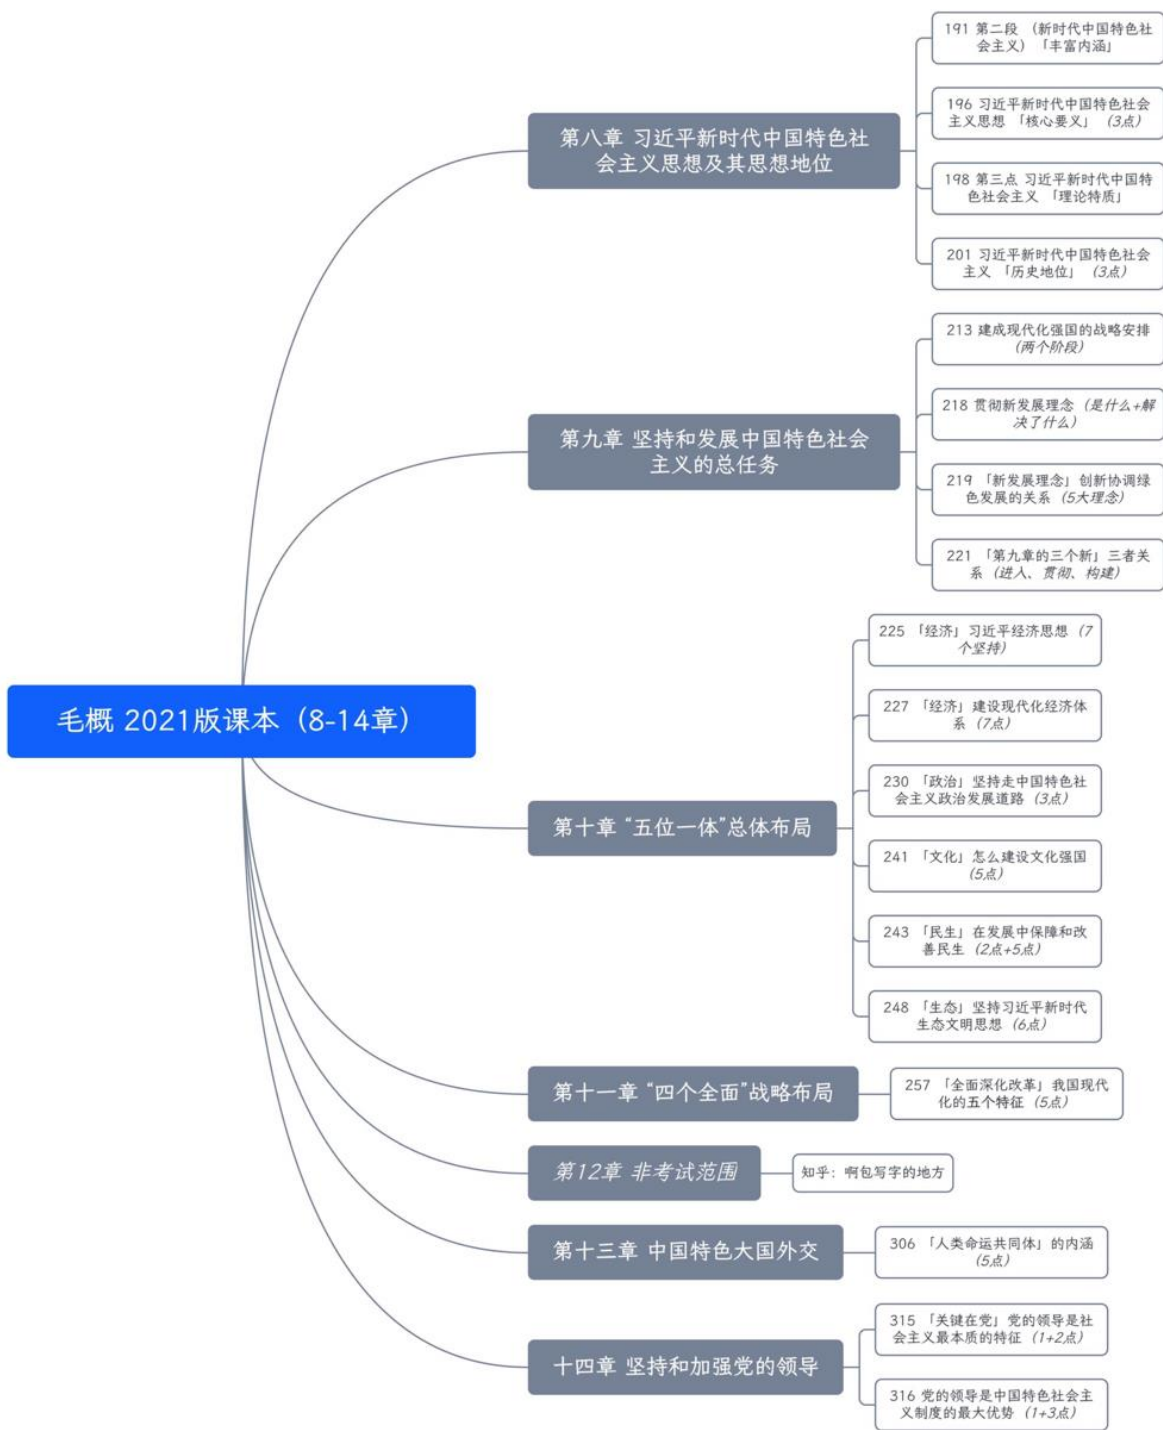 毛概 2021版课本（8-14章）
第八章 习近平新时代中国特色社
会主义思想及其思想地位
191 第二段 （新时代中国特色社
会主义）「丰富内涵」
196 习近平新时代中国特色社会
主义思想 「核心要义」（3点）
198 第三点 习近平新时代中国特
色社会主义 「理论特质」
201 习近平新时代中国特色社会
主义 「历史地位」（3点）
第九章 坚持和发展中国特色社会
主义的总任务
213 建成现代化强国的战略安排
（两个阶段）
218 贯彻新发展理念（是什么+解
决了什么）
219 「新发展理念」创新协调绿
色发展的关系（5大理念）
221 「第九章的三个新」三者关
系（进入、贯彻、构建）
第十章 “五位一体”总体布局
225 「经济」习近平经济思想（7
个坚持）
227 「经济」建设现代化经济体
系（7点）
230 「政治」坚持走中国特色社
会主义政治发展道路（3点）
241 「文化」怎么建设文化强国
（5点）
243 「民生」在发展中保障和改
善民生（2点+5点）
248 「生态」坚持习近平新时代
生态文明思想（6点）
第十一章 “四个全面”战略布局
257 「全面深化改革」我国现代
化的五个特征（5点）
第12章 非考试范围
知乎：啊包写字的地方
第十三章 中国特色大国外交
306 「人类命运共同体」的内涵
（5点）
十四章 坚持和加强党的领导
315 「关键在党」党的领导是社
会主义最本质的特征（1+2点）
316 党的领导是中国特色社会主
义制度的最大优势（1+3点）